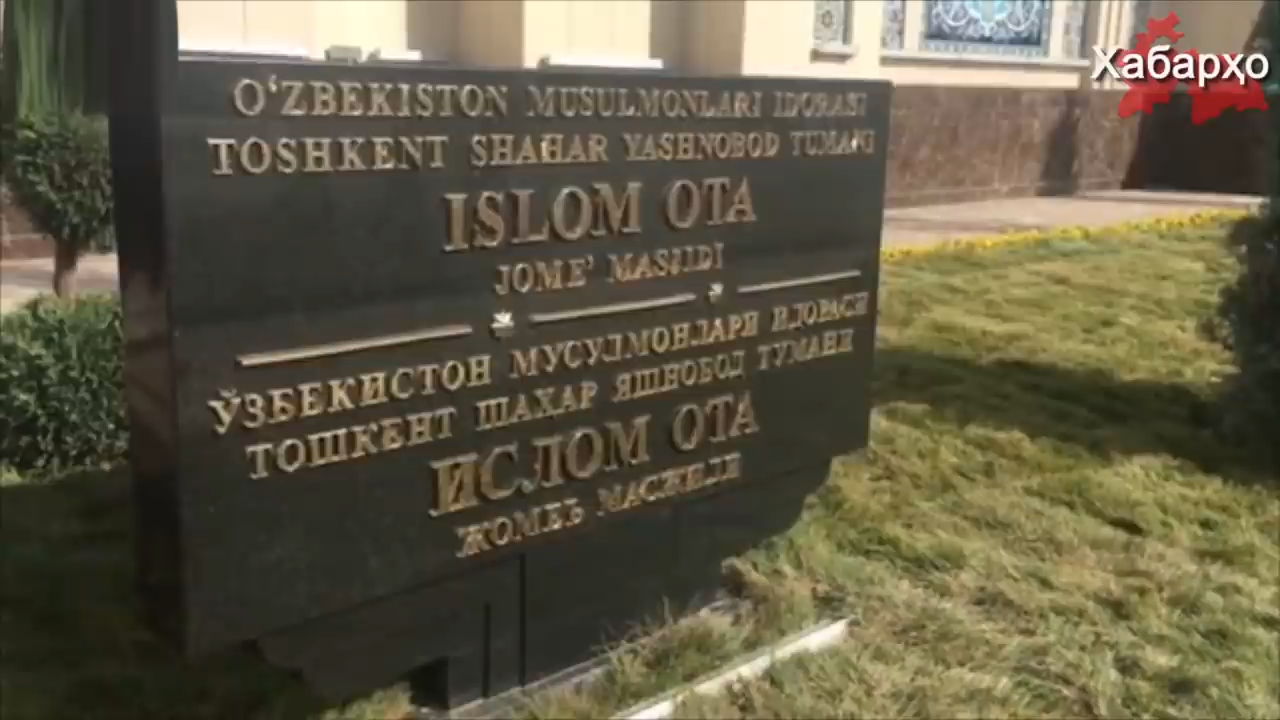 Хабарҳо
OʻZBEKISTON MUSULMONLARI IDORASI
TOSHKENT SHAHAR YASHNOBOD TUMANI
ISLOM OTA
JOME' MASJIDI
ЎЗБЕКИСТОН МУСУЛМОНЛАРИ ИДОРАСИ
ТОШКЕНТ ШАҲАР ЯШНОБОД ТУМАНИ
ИСЛОМ ОТА
ЖОМЕЪ МАСЖИДИ